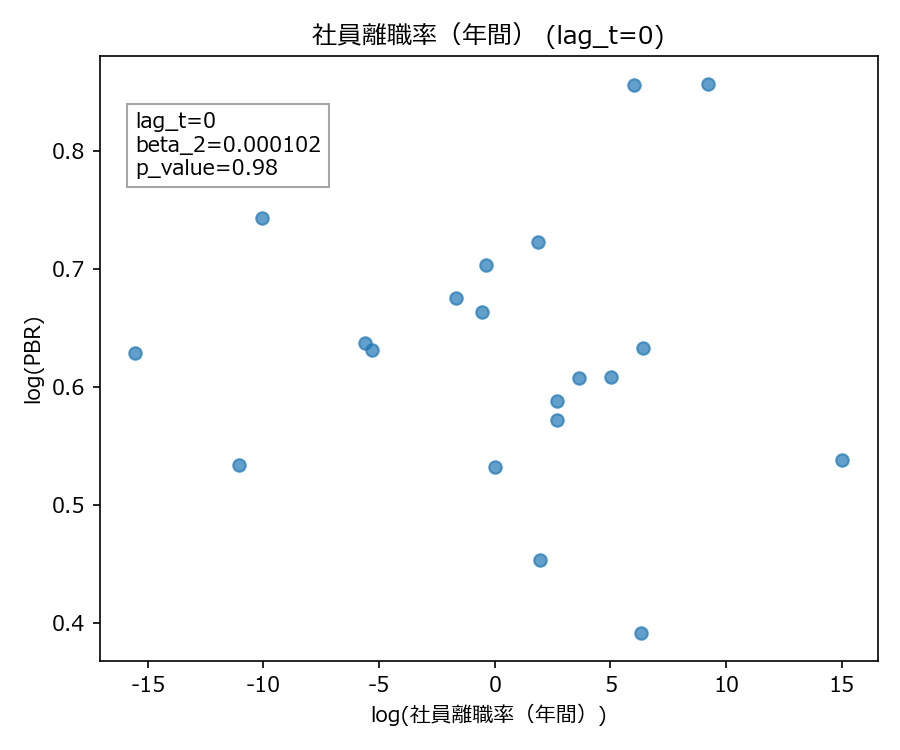 社員離職率（年間） (lag_t=0)
lag_t=0
beta_2=0.000102
p_value=0.98
log(PBR)
0.8
0.7
0.6
0.5
0.4
-15 -10 -5 0 5 10 15
log(社員離職率（年間）)